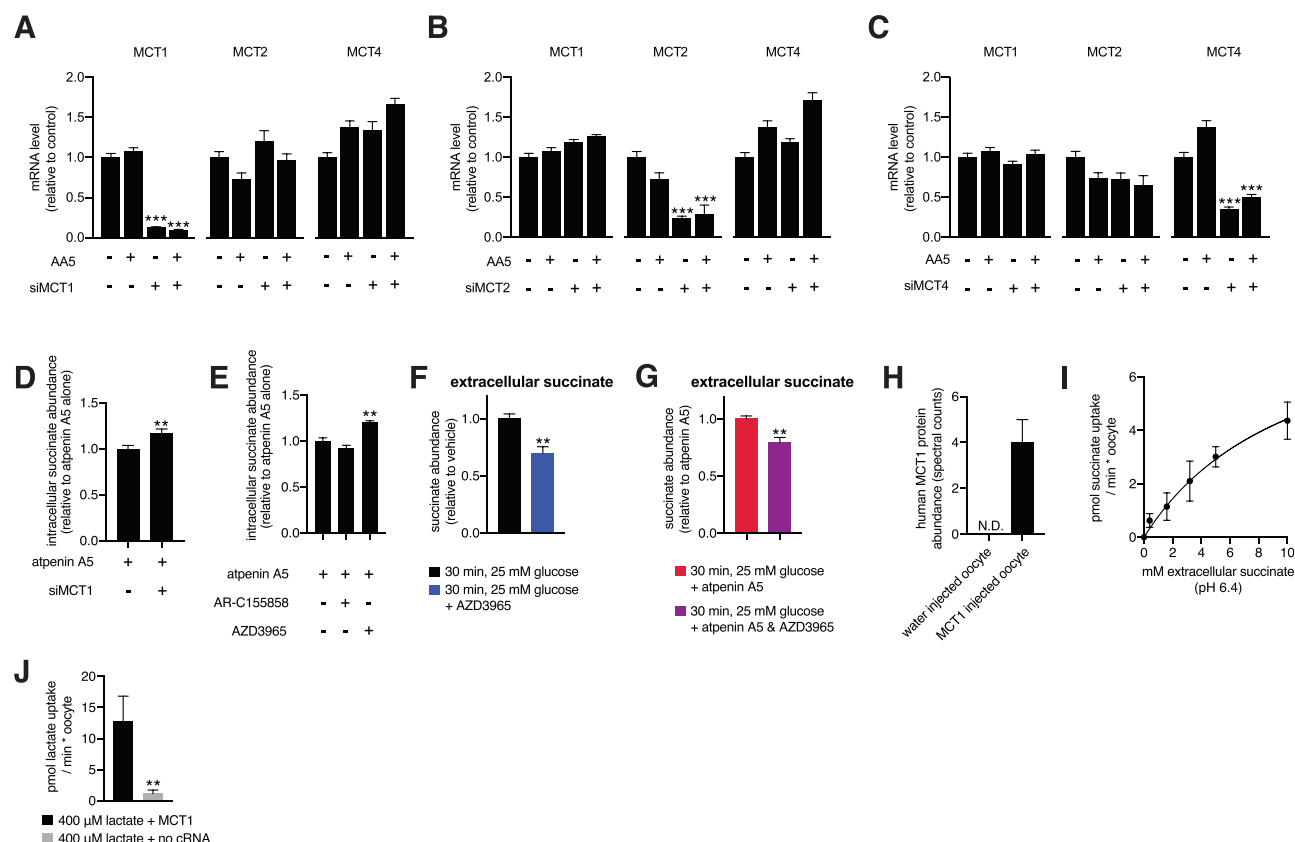 A
MCT1 MCT2 MCT4
mRNA level
(relative to control)
2.0
1.5
1.0
0.5
0.0
*** ***
AA5 - + - + - + - + - + - +
siMCT1 - - + + - - + + - - + +
B
MCT1 MCT2 MCT4
mRNA level
(relative to control)
2.0
1.5
1.0
0.5
0.0
*** ***
AA5 - + - + - + - + - + - +
siMCT2 - - + + - - + + - - + +
C
MCT1 MCT2 MCT4
mRNA level
(relative to control)
2.0
1.5
1.0
0.5
0.0
*** ***
AA5 - + - + - + - + - + - +
siMCT4 - - + + - - + + - - + +
D
intracellular succinate abundance
(relative to atpenin A5 alone)
1.5
1.0
0.5
0.0
**
atpenin A5 + +
siMCT1 - +
E
intracellular succinate abundance
(relative to atpenin A5 alone)
1.5
1.0
0.5
0.0
**
atpenin A5 + + +
AR-C155858 - + -
AZD3965 - - +
F
extracellular succinate
succinate abundance
(relative to vehicle)
1.0
0.5
0.0
**
30 min, 25 mM glucose
30 min, 25 mM glucose
+ AZD3965
G
extracellular succinate
succinate abundance
(relative to atpenin A5)
1.0
0.5
0.0
**
30 min, 25 mM glucose
+ atpenin A5
30 min, 25 mM glucose
+ atpenin A5 & AZD3965
H
human MCT1 protein
abundance (spectral counts)
6
4
2
0
N.D.
water injected oocyte
MCT1 injected oocyte
I
pmol succinate uptake
/ min * oocyte
6
4
2
0
0 2 4 6 8 10
mM extracellular succinate
(pH 6.4)
J
pmol lactate uptake
/ min * oocyte
20
15
10
5
0
**
400 µM lactate + MCT1
400 µM lactate + no cRNA